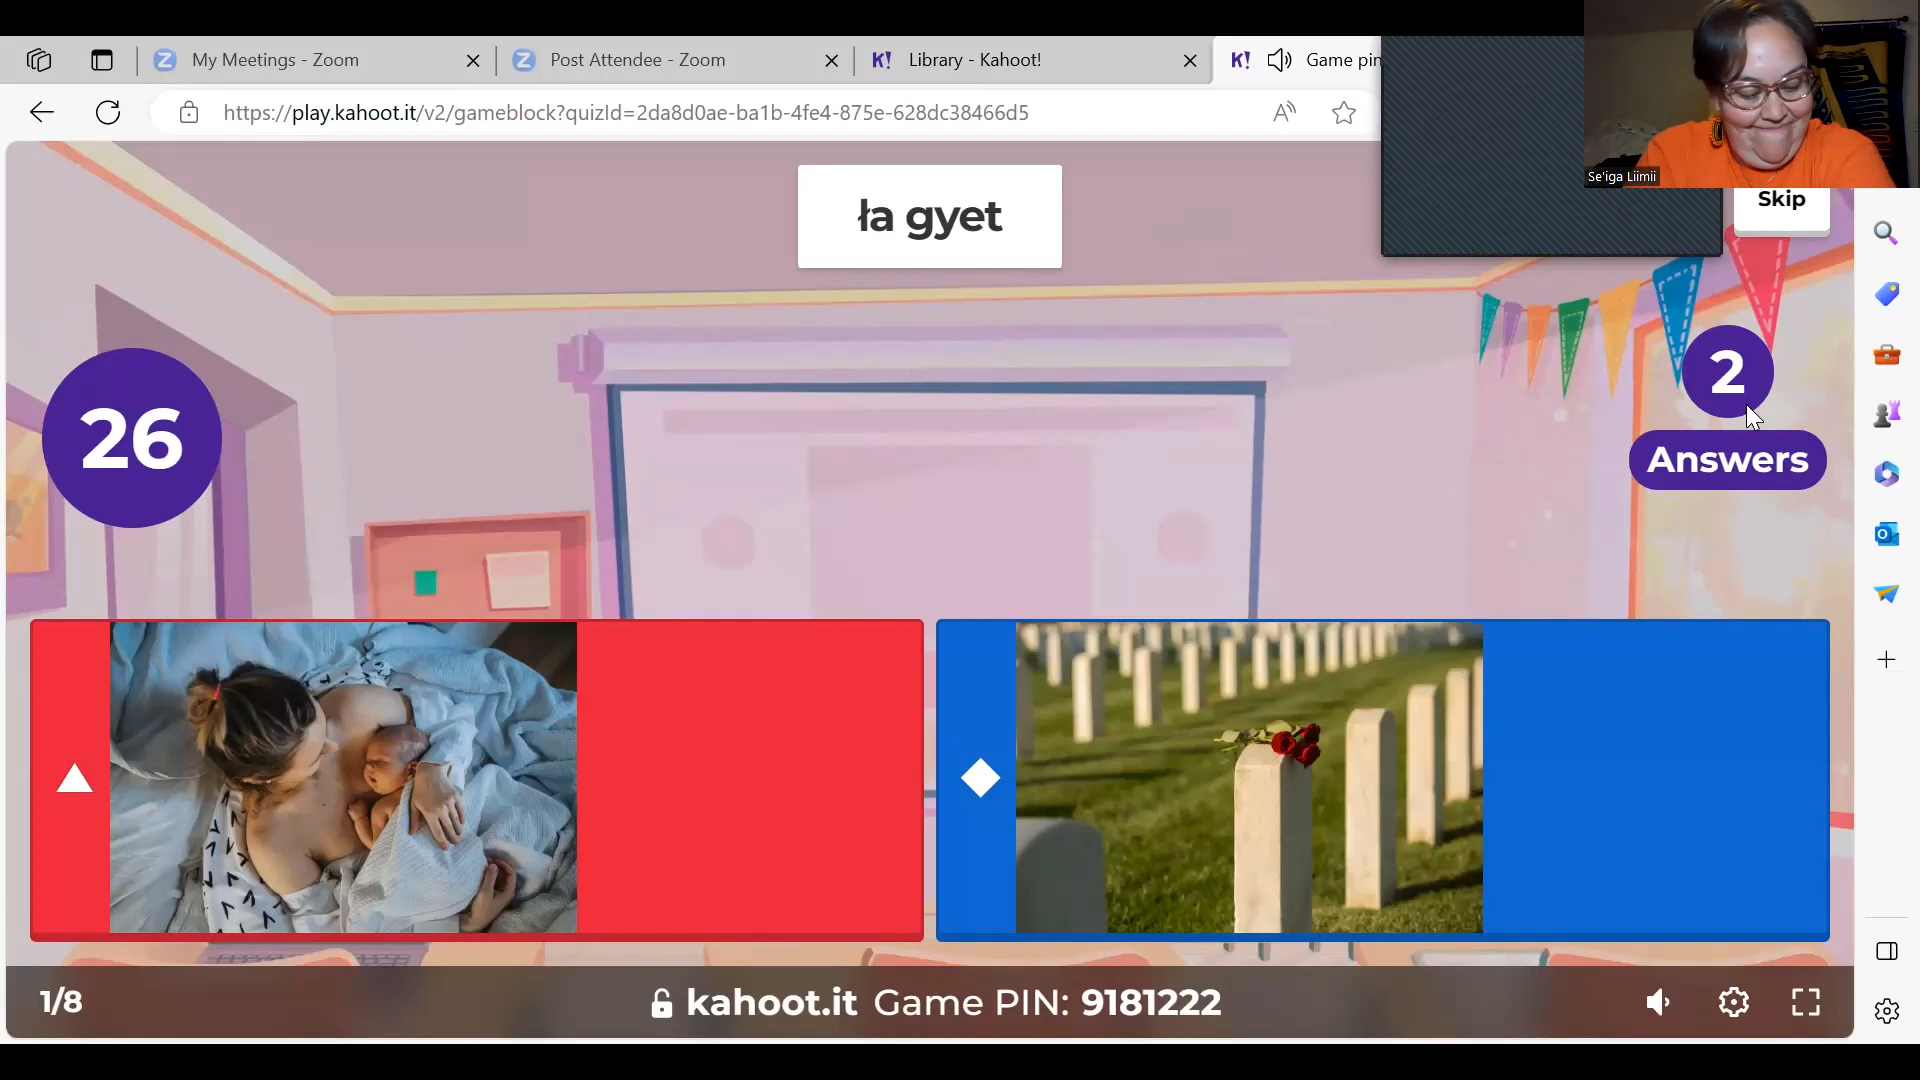 My Meetings - Zoom
Post Attendee - Zoom
K! Library - Kahoot!
K! Game pin
https://play.kahoot.it/v2/gameblock?quizId=2da8d0ae-ba1b-4fe4-875e-628dc38466d5
Se'iga Liimii
ła gyet
Skip
26
2
Answers
1/8
kahoot.it Game PIN: 9181222